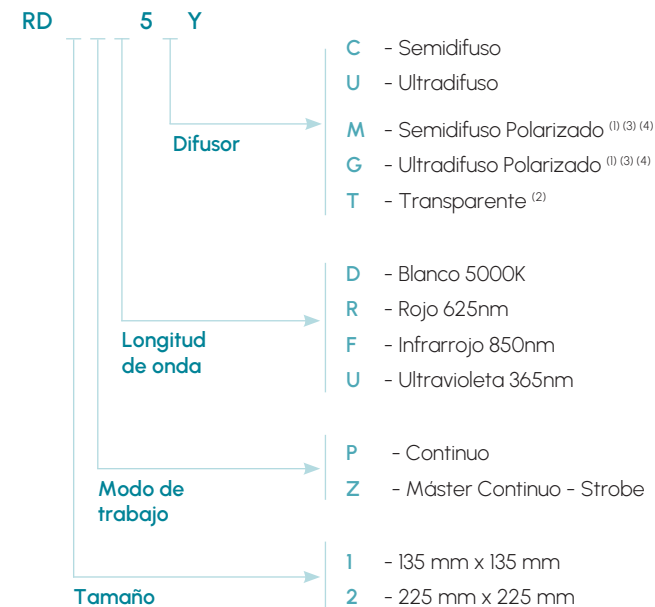 RD _ _ _ 5 _ Y
C - Semidifuso
U - Ultradifuso
M - Semidifuso Polarizado (1) (3) (4)
G - Ultradifuso Polarizado (1) (3) (4)
T - Transparente (2)
Difusor
D - Blanco 5000K
R - Rojo 625nm
F - Infrarrojo 850nm
U - Ultravioleta 365nm
Longitud
de onda
P - Continuo
Z - Máster Continuo - Strobe
Modo de
trabajo
1 - 135 mm x 135 mm
2 - 225 mm x 225 mm
Tamaño